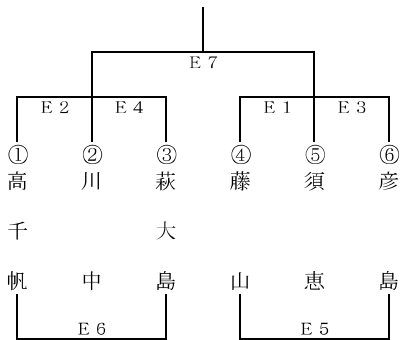 E7
E2 E4 E1 E3
① ② ③ ④ ⑤ ⑥
高千帆
川中
萩大島
藤山
須恵
彦島
E6 E5